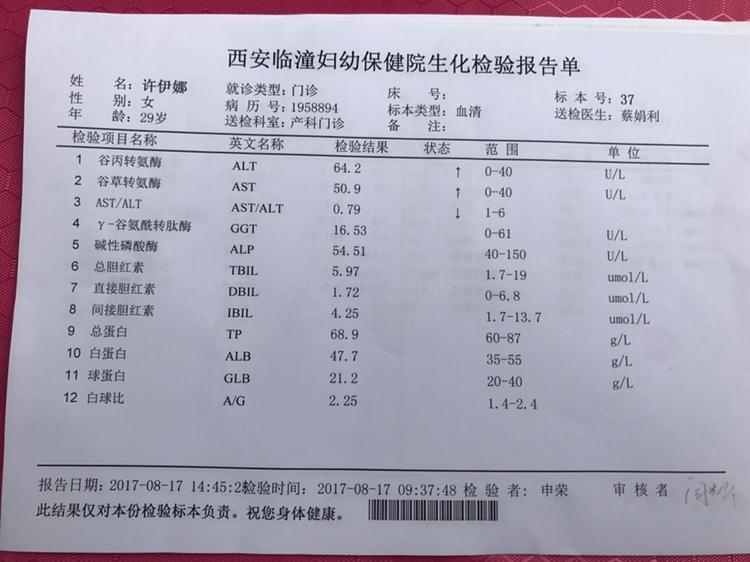 西安临潼妇幼保健院生化检验报告单
姓 名: 许伊娜 就诊类型: 门诊 床 号: 标 本 号: 37
性 别: 女 病 历 号: 1958894 标本类型: 血清 送检医生: 蔡娟利
年 龄: 29岁 送检科室: 产科门诊 备 注:
检验项目名称 英文名称 检验结果 状态 范 围 单 位
1 谷丙转氨酶 ALT 64.2 ↑ 0-40 U/L
2 谷草转氨酶 AST 50.9 ↑ 0-40 U/L
3 AST/ALT AST/ALT 0.79 ↓ 1-6
4 γ-谷氨酰转肽酶 GGT 16.53 0-61 U/L
5 碱性磷酸酶 ALP 54.51 40-150 U/L
6 总胆红素 TBIL 5.97 1.7-19 umol/L
7 直接胆红素 DBIL 1.72 0-6.8 umol/L
8 间接胆红素 IBIL 4.25 1.7-13.7 umol/L
9 总蛋白 TP 68.9 60-87 g/L
10 白蛋白 ALB 47.7 35-55 g/L
11 球蛋白 GLB 21.2 20-40 g/L
12 白球比 A/G 2.25 1.4-2.4
报告日期: 2017-08-17 14:45:2 检验时间: 2017-08-17 09:37:48 检 验 者: 申荣 审 核 者
此结果仅对本份检验标本负责。祝您身体健康。